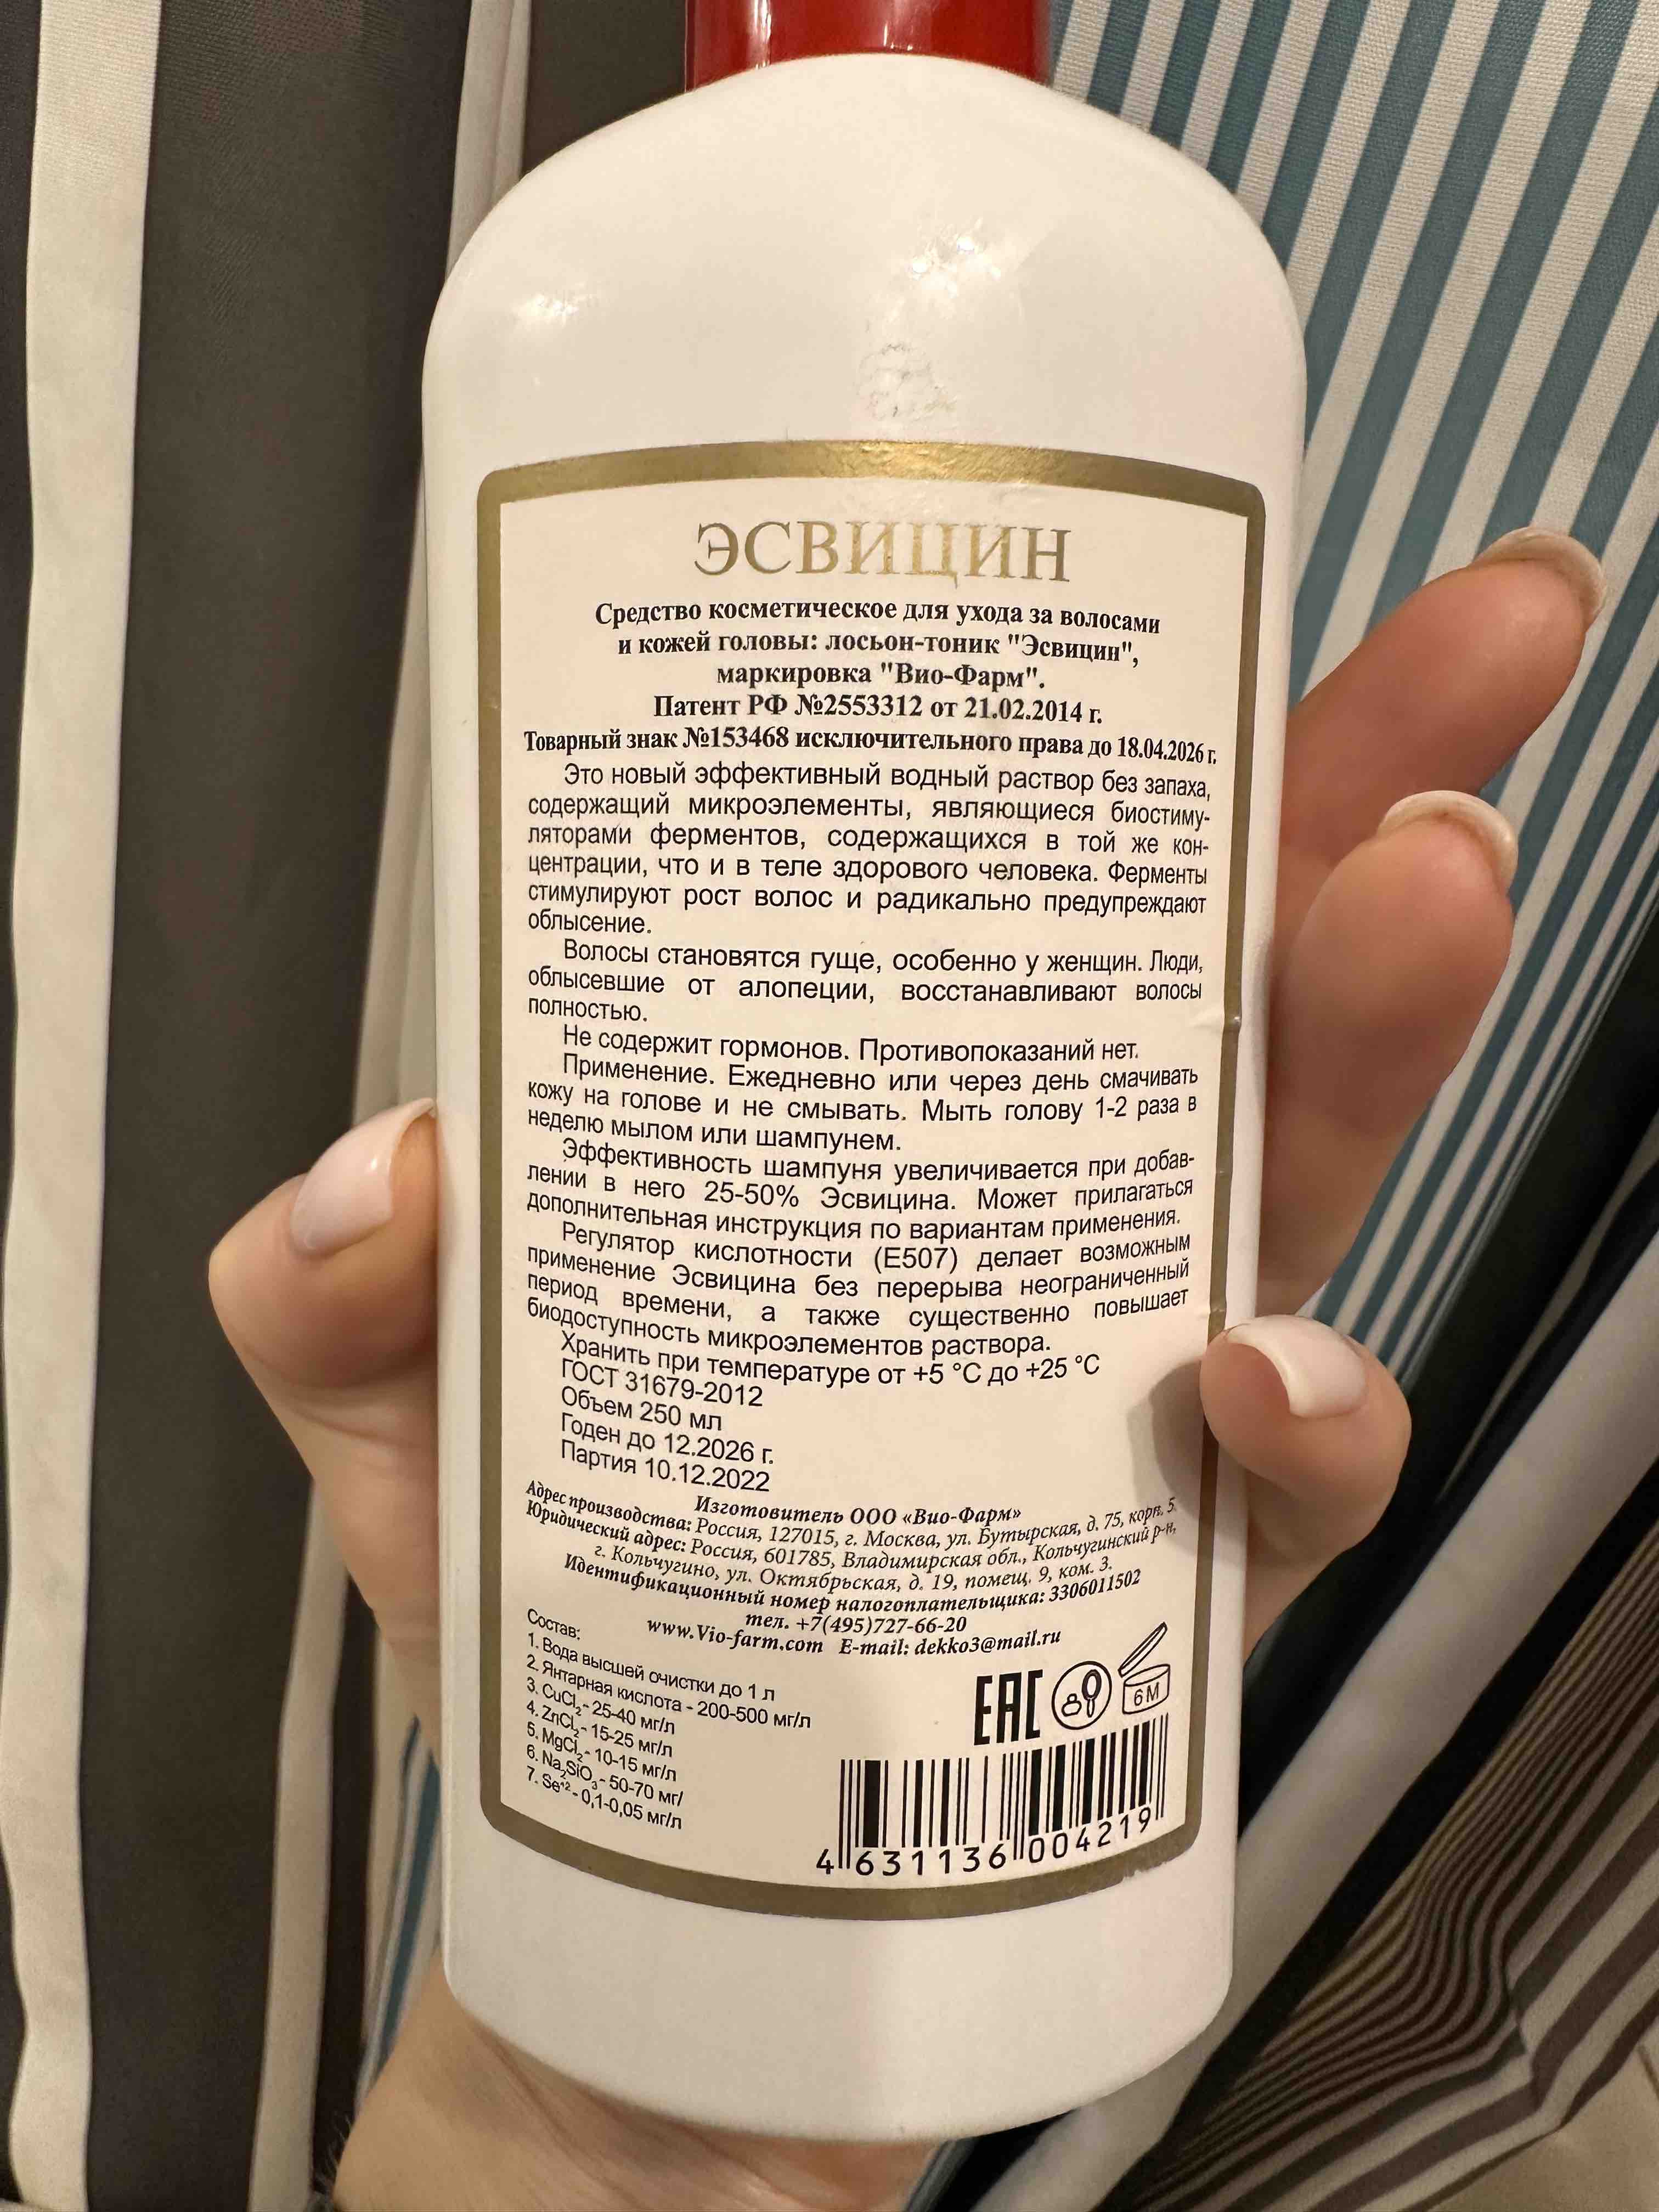 ЭСВИЦИН
Средство косметическое для ухода за волосами
и кожей головы: лосьон-тоник "Эсвицин",
маркировка "Вио-Фарм".
Патент РФ №2553312 от 21.02.2014 г.
Товарный знак №153468 исключительного права до 18.04.2026 г.
Это новый эффективный водный раствор без запаха,
содержащий микроэлементы, являющиеся биостиму-
ляторами ферментов, содержащихся в той же кон-
центрации, что и в теле здорового человека. Ферменты
стимулируют рост волос и радикально предупреждают
облысение.
Волосы становятся гуще, особенно у женщин. Люди,
облысевшие от алопеции, восстанавливают волосы
полностью.
Не содержит гормонов. Противопоказаний нет.
Применение. Ежедневно или через день смачивать
кожу на голове и не смывать. Мыть голову 1-2 раза в
неделю мылом или шампунем.
Эффективность шампуня увеличивается при добав-
лении в него 25-50% Эсвицина. Может прилагаться
дополнительная инструкция по вариантам применения.
Регулятор кислотности (Е507) делает возможным
применение Эсвицина без перерыва неограниченный
период времени, а также существенно повышает
биодоступность микроэлементов раствора.
Хранить при температуре от +5 °С до +25 °С
ГОСТ 31679-2012
Объем 250 мл
Годен до 12.2026 г.
Партия 10.12.2022
Изготовитель ООО «Вио-Фарм»
Адрес производства: Россия, 127015, г. Москва, ул. Бутырская, д. 75, корп. 5.
Юридический адрес: Россия, 601785, Владимирская обл., Кольчугинский р-н,
г. Кольчугино, ул. Октябрьская, д. 19, помещ. 9, ком. 3.
Идентификационный номер налогоплательщика: 3306011502
тел. +7(495)727-66-20
www.Vio-farm.com E-mail: dekko3@mail.ru
Состав:
1. Вода высшей очистки до 1 л
2. Янтарная кислота - 200-500 мг/л
3. CuCl₂ - 25-40 мг/л
4. ZnCl₂ - 15-25 мг/л
5. MgCl₂ - 10-15 мг/л
6. Na₂SiO₃ - 50-70 мг/
7. Se⁺² - 0,1-0,05 мг/л
EAC
6М
4 631136 004219